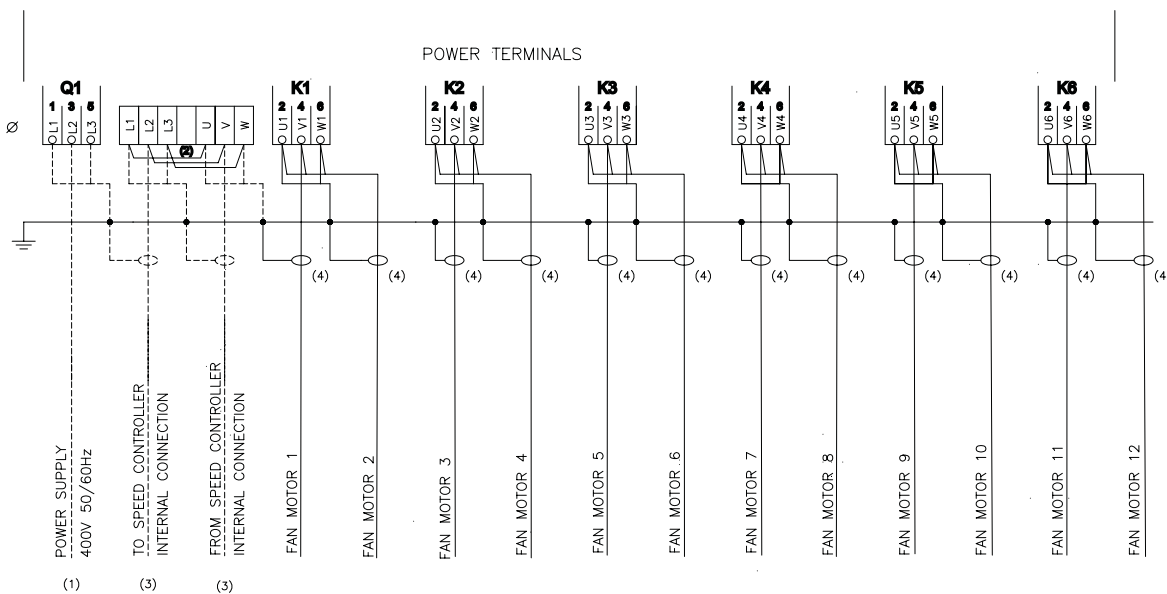 POWER TERMINALS
Q1 K1 K2 K3 K4 K5 K6
1 3 5 2 4 6 2 4 6 2 4 6 2 4 6 2 4 6 2 4 6
L1 L2 L3 L1 L2 L3 U V W U1 V1 W1 U2 V2 W2 U3 V3 W3 U4 V4 W4 U5 V5 W5 U6 V6 W6
Ø
(2)
(4) (4) (4) (4) (4) (4) (4) (4) (4) (4) (4) (4
POWER SUPPLY
400V 50/60Hz
TO SPEED CONTROLLER
INTERNAL CONNECTION
FROM SPEED CONTROLLER
INTERNAL CONNECTION
FAN MOTOR 1
FAN MOTOR 2
FAN MOTOR 3
FAN MOTOR 4
FAN MOTOR 5
FAN MOTOR 6
FAN MOTOR 7
FAN MOTOR 8
FAN MOTOR 9
FAN MOTOR 10
FAN MOTOR 11
FAN MOTOR 12
(1) (3) (3)